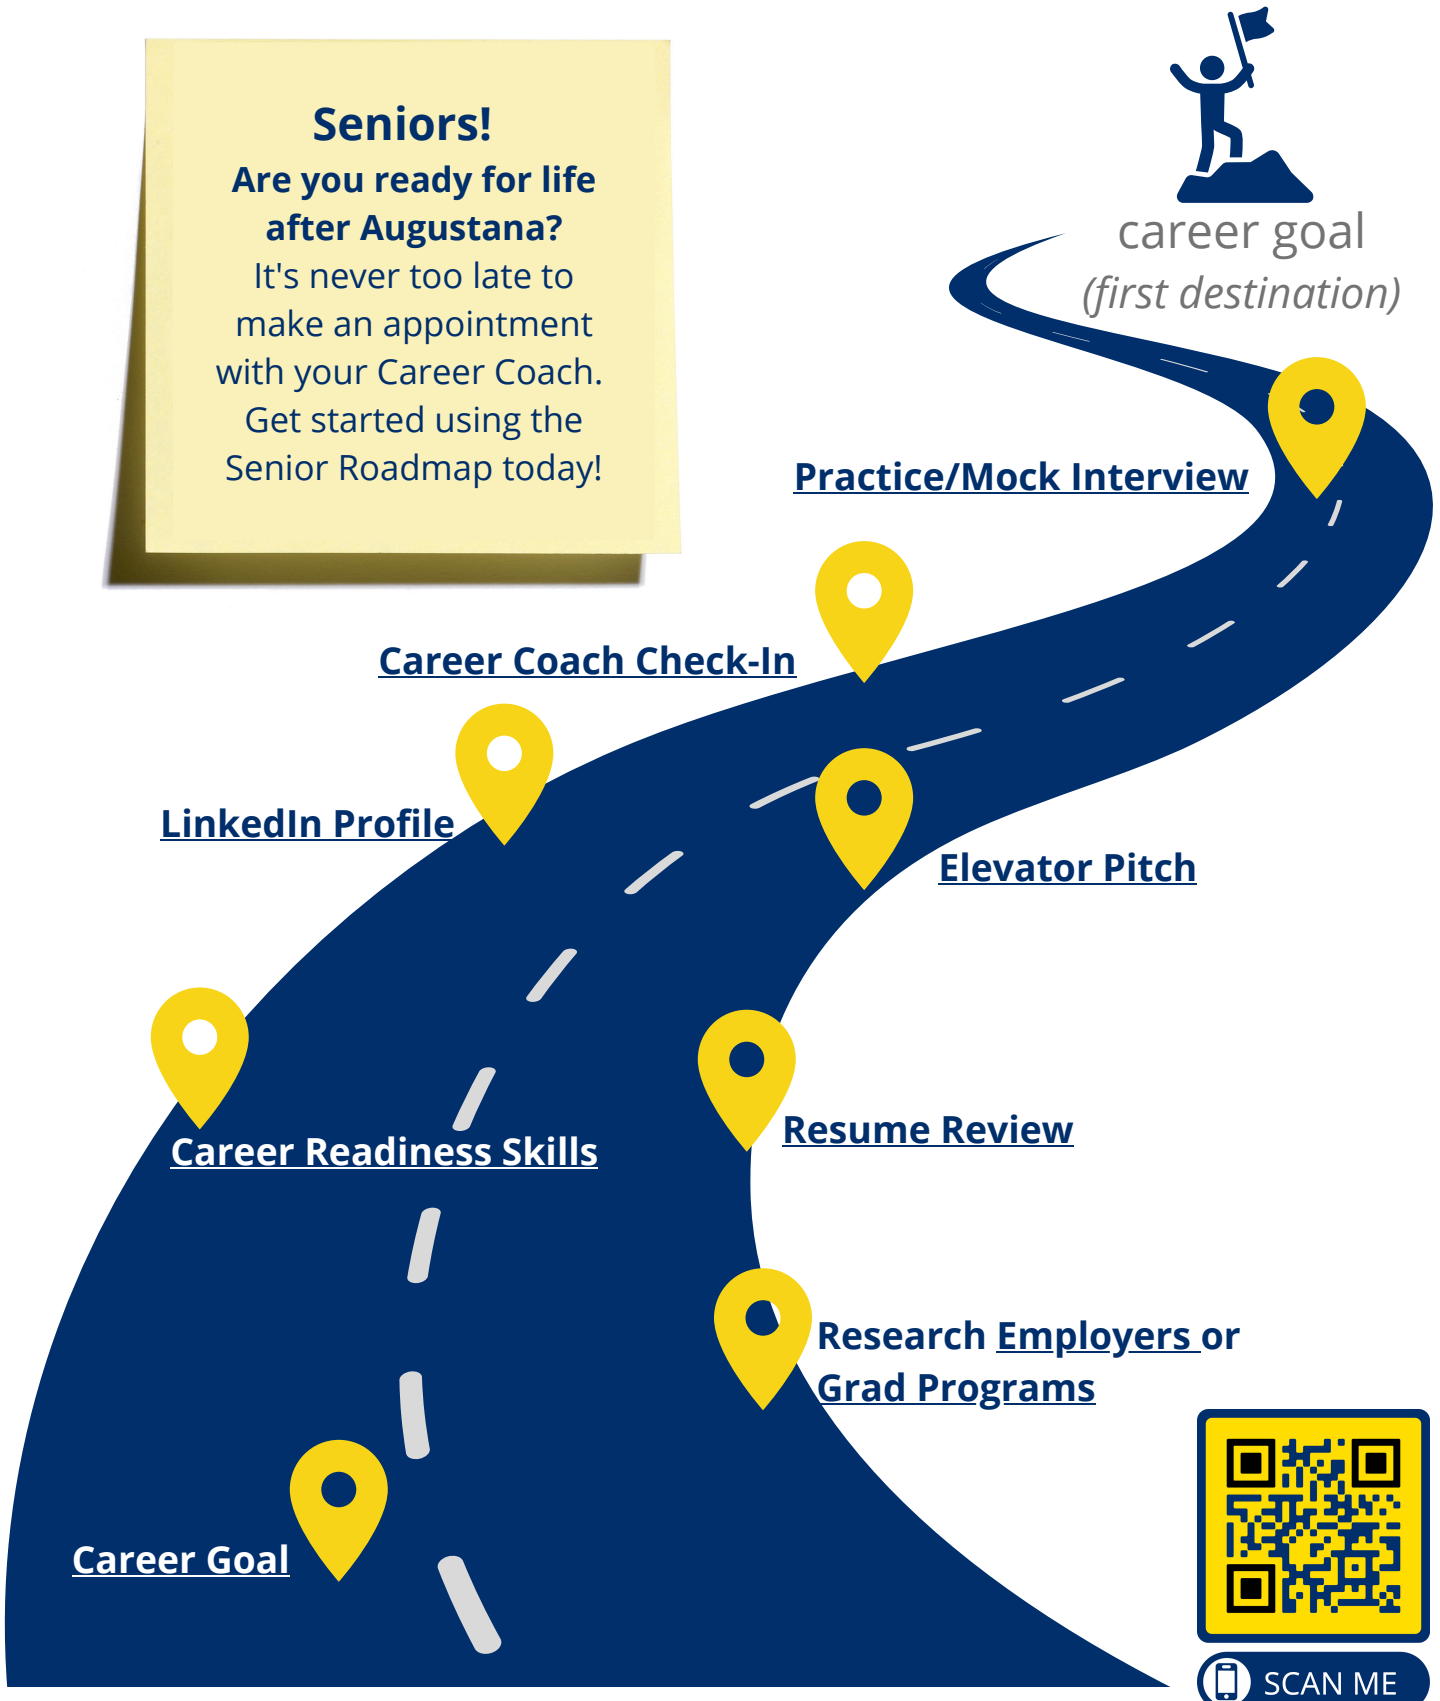 Seniors!
Are you ready for life
after Augustana?
It's never too late to
make an appointment
with your Career Coach.
Get started using the
Senior Roadmap today!
career goal
(first destination)
Practice/Mock Interview
Career Coach Check-In
LinkedIn Profile
Elevator Pitch
Career Readiness Skills
Resume Review
Research Employers or
Grad Programs
Career Goal
SCAN ME